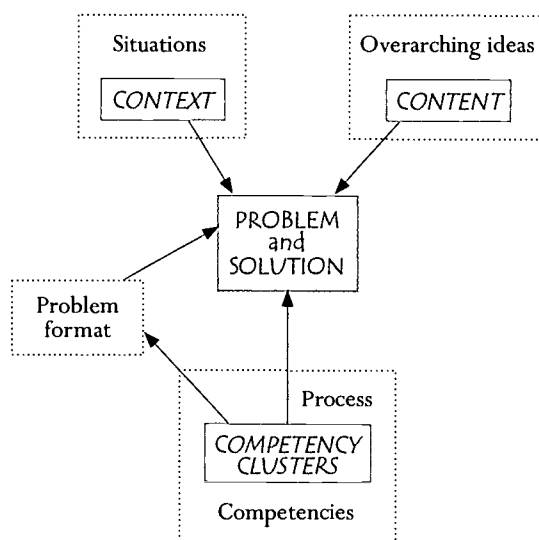 Situations
CONTEXT
Overarching ideas
CONTENT
PROBLEM
and
SOLUTION
Problem
format
Process
COMPETENCY
CLUSTERS
Competencies